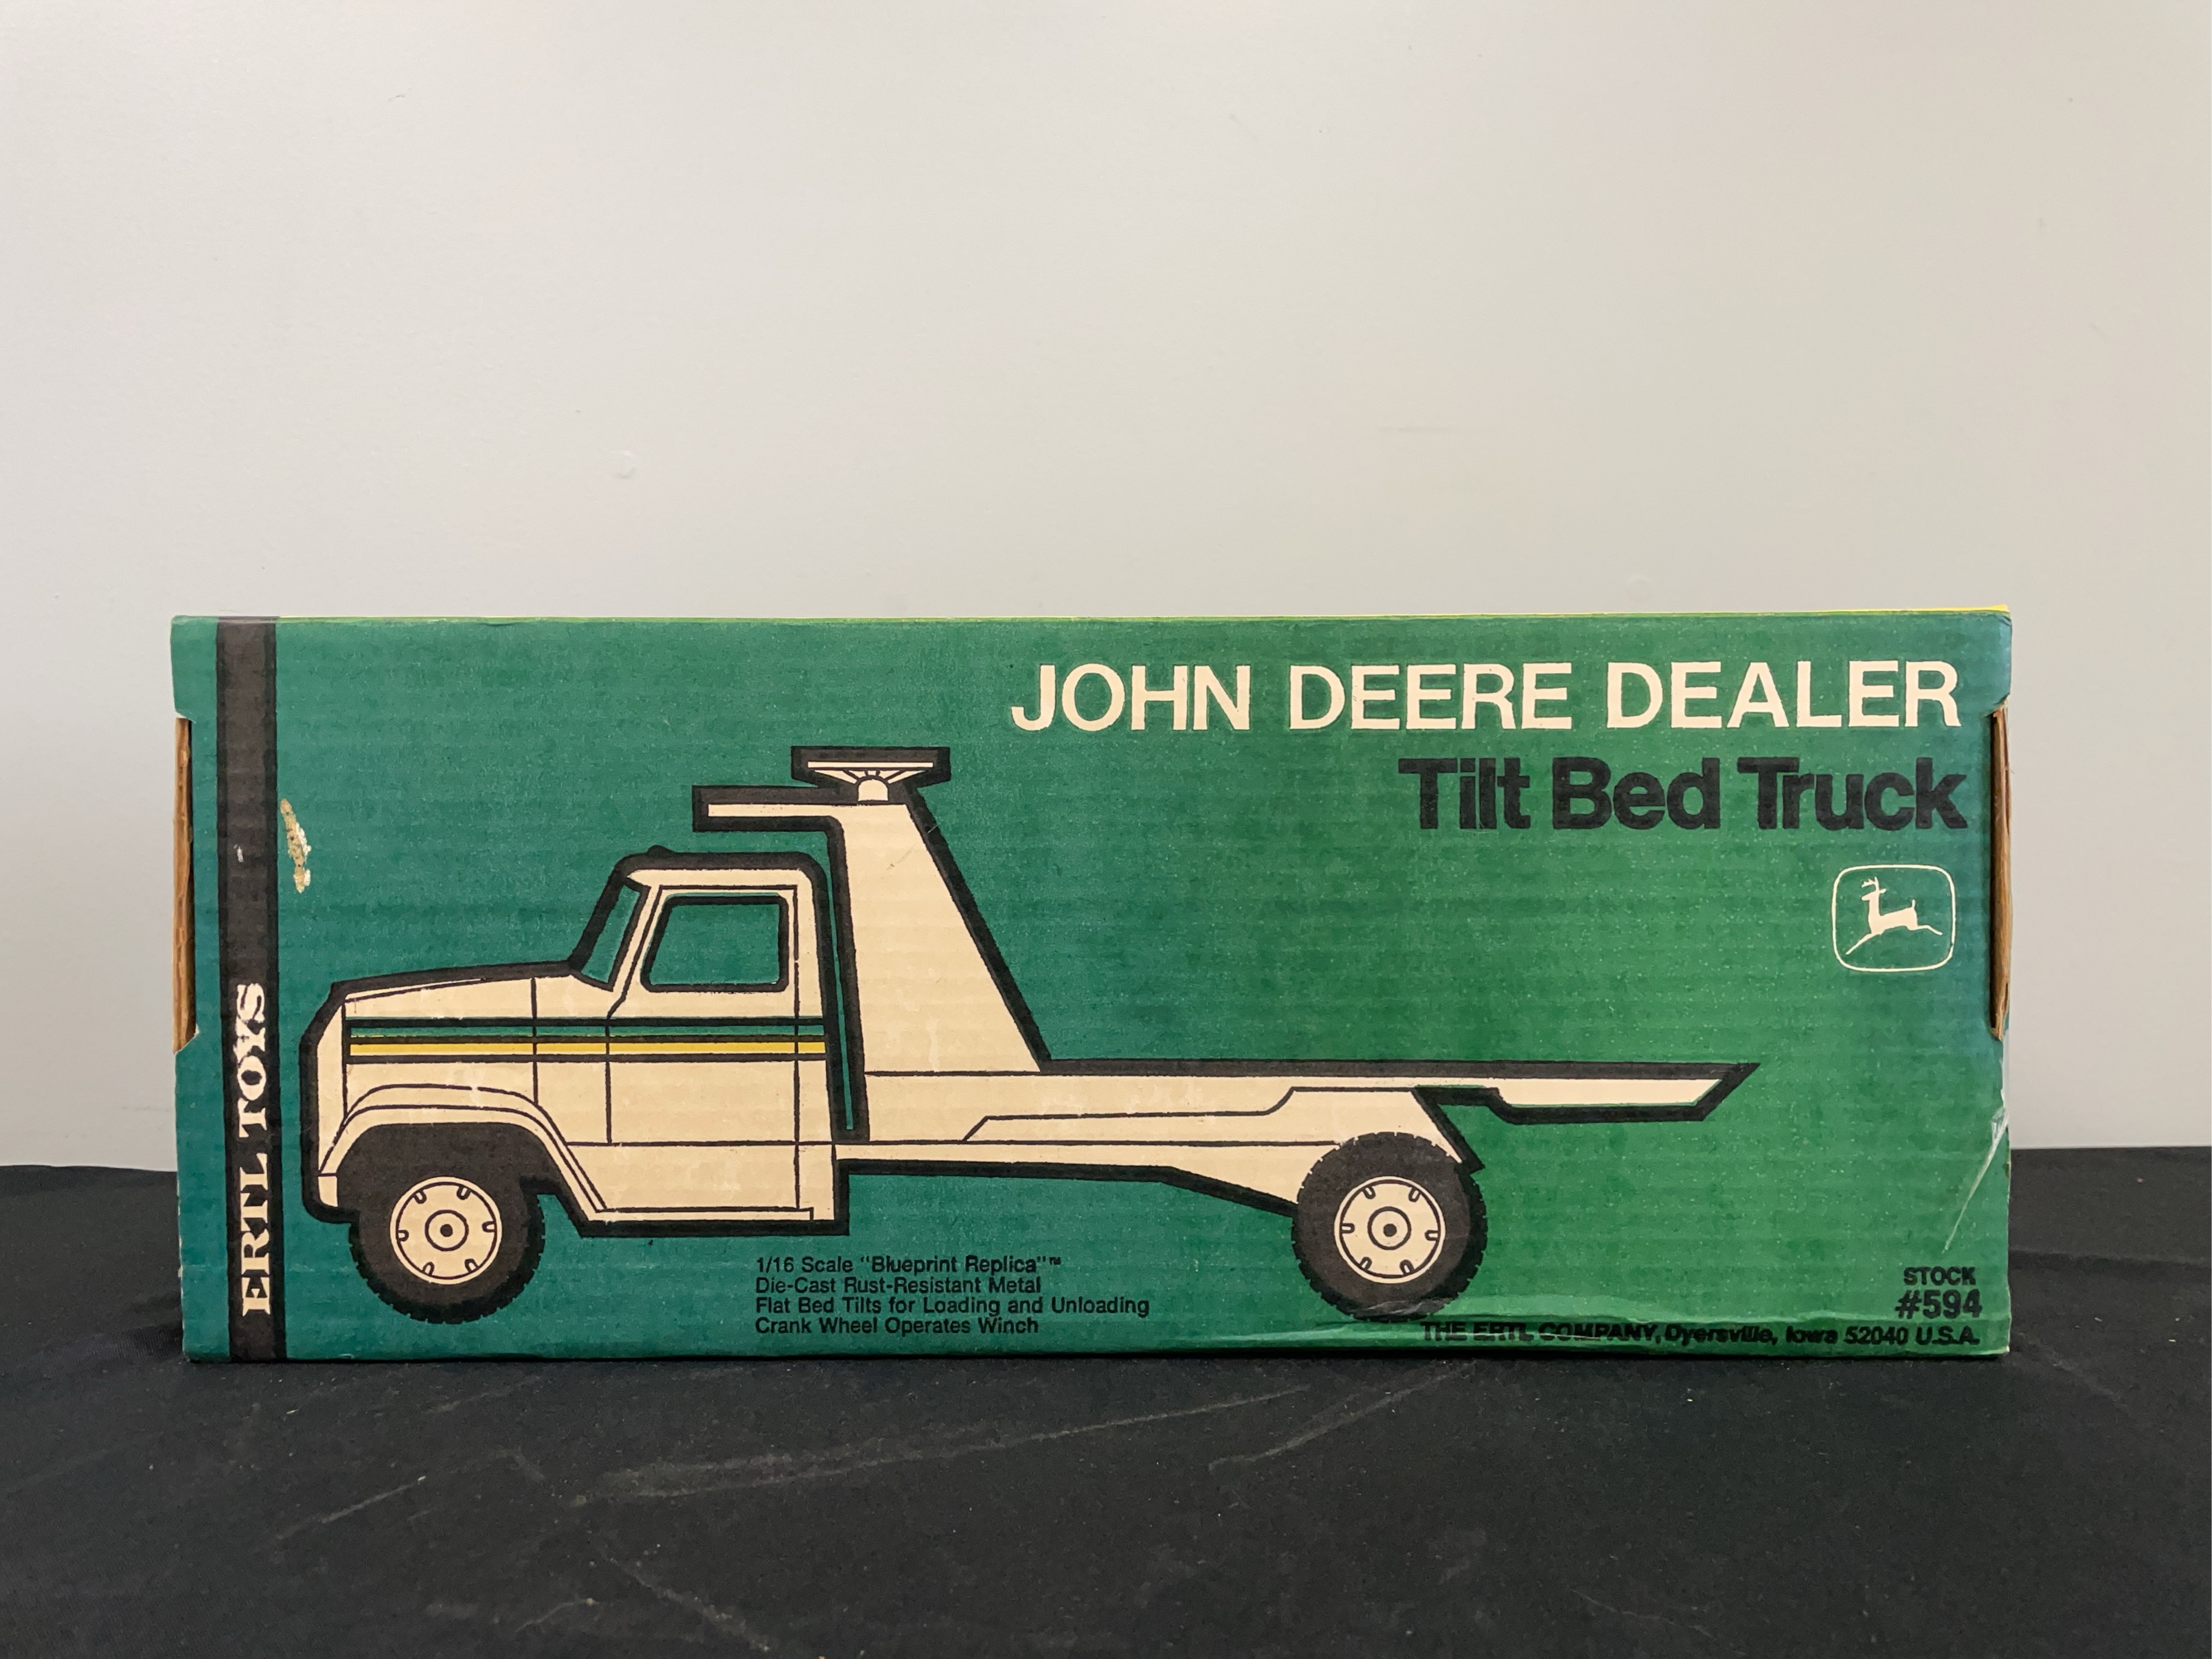 JOHN DEERE DEALER
Tilt Bed Truck
ERTL TOYS
1/16 Scale "Blueprint Replica"™
Die-Cast Rust-Resistant Metal
Flat Bed Tilts for Loading and Unloading
Crank Wheel Operates Winch
STOCK
#594
THE ERTL COMPANY, Dyersville, Iowa 52040 U.S.A.